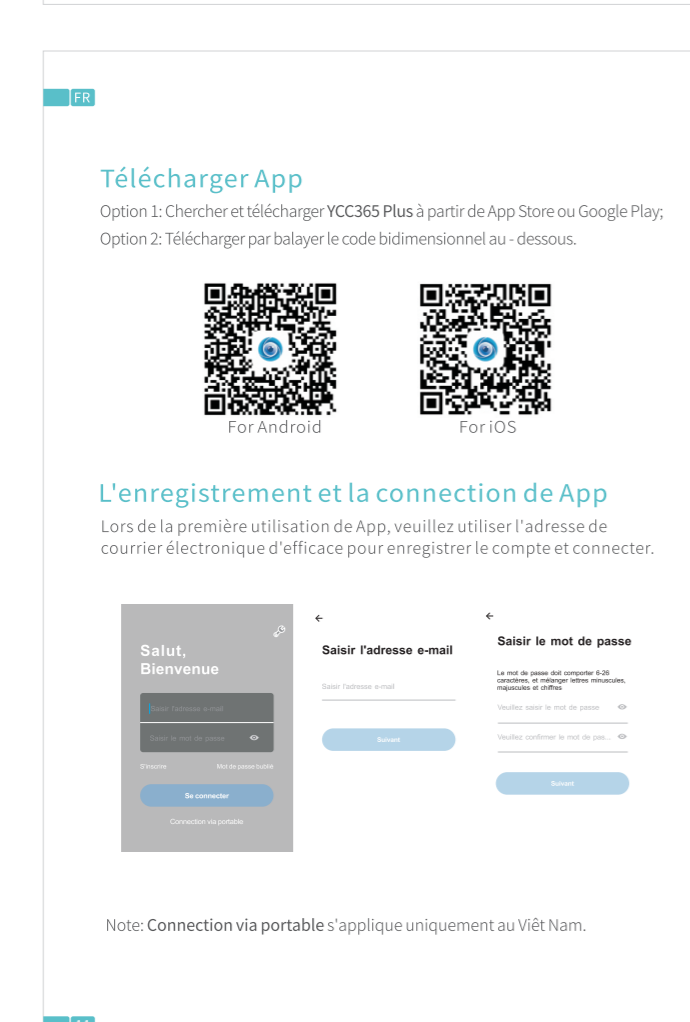 FR
Télécharger App
Option 1: Chercher et télécharger YCC365 Plus à partir de App Store ou Google Play;
Option 2: Télécharger par balayer le code bidimensionnel au - dessous.
For Android
For iOS
L'enregistrement et la connection de App
Lors de la première utilisation de App, veuillez utiliser l'adresse de
courrier électronique d'efficace pour enregistrer le compte et connecter.
Salut,
Bienvenue
Saisir l'adresse e-mail
Saisir le mot de passe
S'inscrire
Mot de passe oublié
Se connecter
Connection via portable
Saisir l'adresse e-mail
Saisir l'adresse e-mail
Suivant
Saisir le mot de passe
Le mot de passe doit comporter 6-26
caractères, et mélanger lettres minuscules,
majuscules et chiffres
Veuillez saisir le mot de passe
Veuillez confirmer le mot de pas...
Suivant
Note: Connection via portable s'applique uniquement au Viêt Nam.